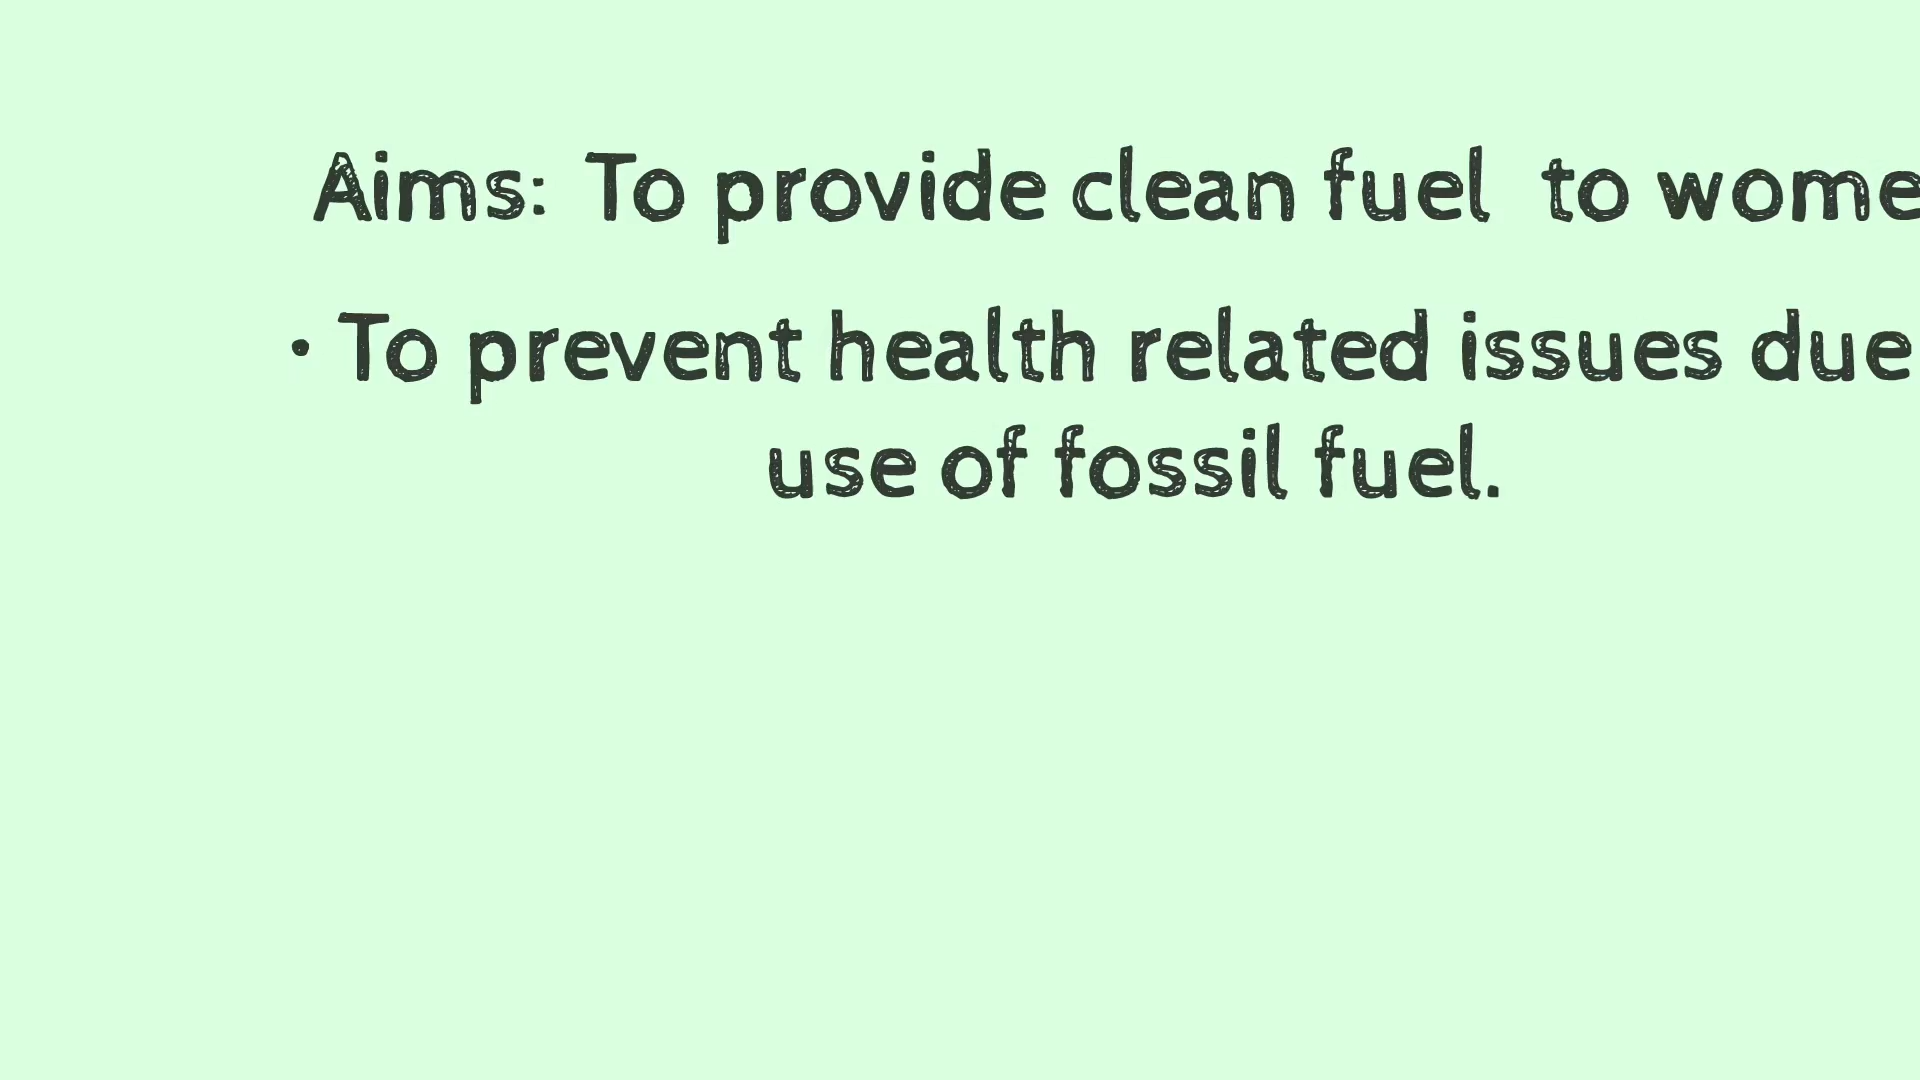 Aims: To provide clean fuel to wome
• To prevent health related issues due
use of fossil fuel.